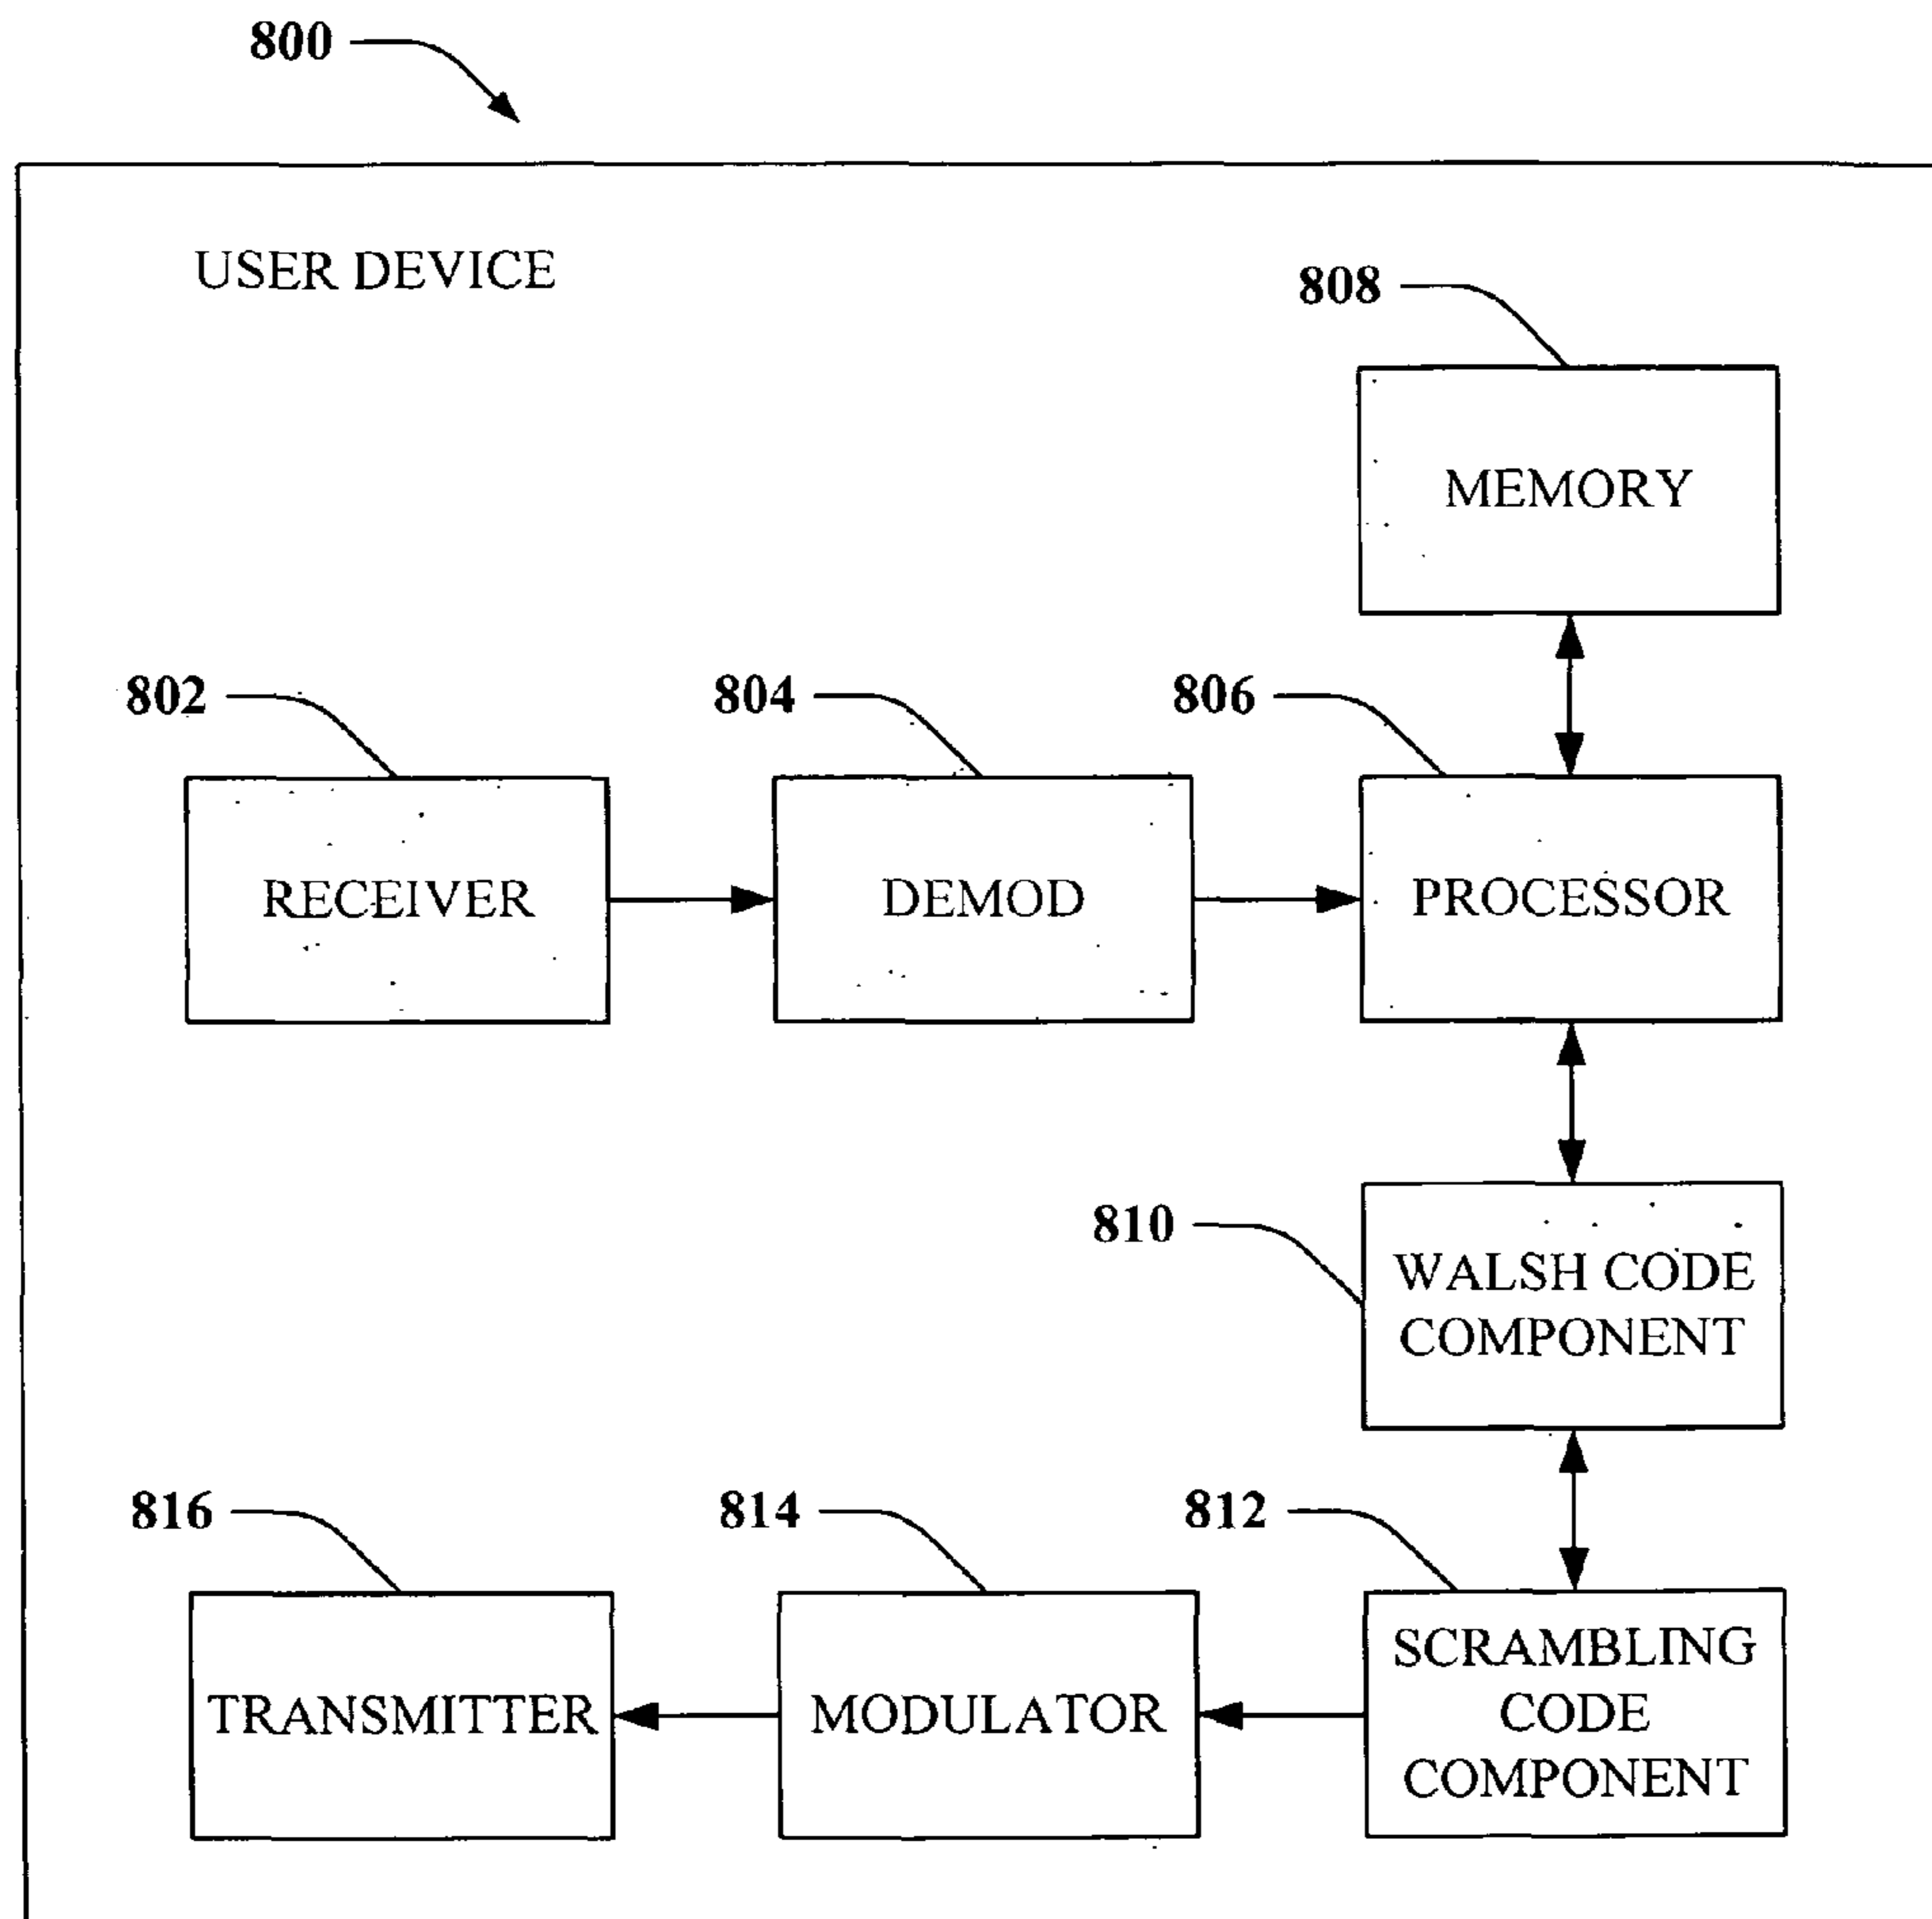 800
USER DEVICE
808
MEMORY
802
804
806
RECEIVER
DEMOD
PROCESSOR
810
WALSH CODE
COMPONENT
816
814
812
TRANSMITTER
MODULATOR
SCRAMBLING
CODE
COMPONENT